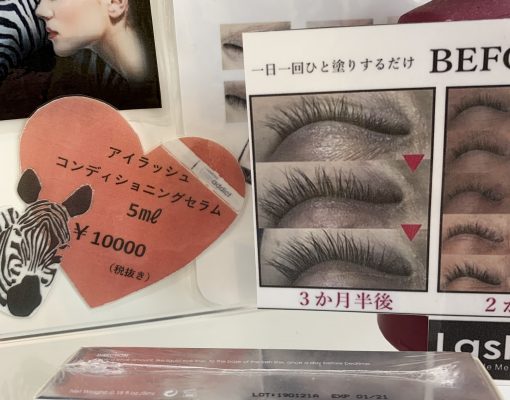 一日一回ひと塗りするだけ BEFO
アイラッシュ
コンディショニングセラム
5ml
¥10000
(税抜き)
addict
3か月半後
2か
Lash
DIRECTION
LOT:190121A EXP 01/21